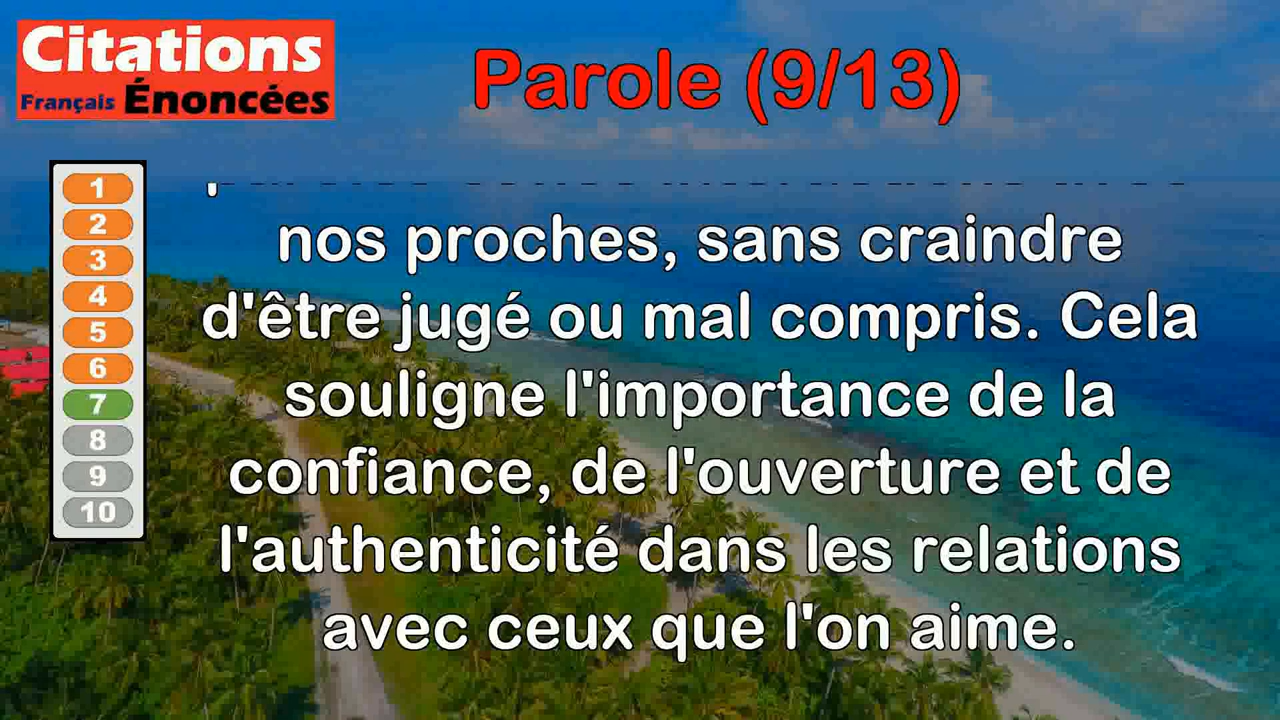 Citations
Français Énoncées
Parole (9/13)
1
2
3
4
5
6
7
8
9
10
nos proches, sans craindre
d'être jugé ou mal compris. Cela
souligne l'importance de la
confiance, de l'ouverture et de
l'authenticité dans les relations
avec ceux que l'on aime.